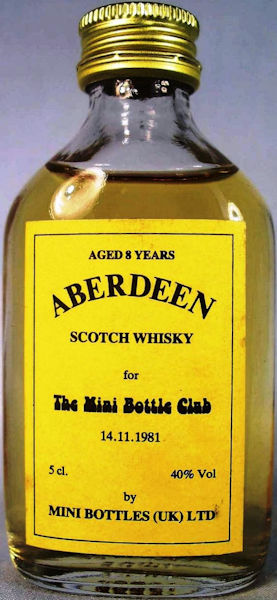 AGED 8 YEARS
ABERDEEN
SCOTCH WHISKY
for
The Mini Bottle Club
14.11.1981
5 cl. 40% Vol
by
MINI BOTTLES (UK) LTD